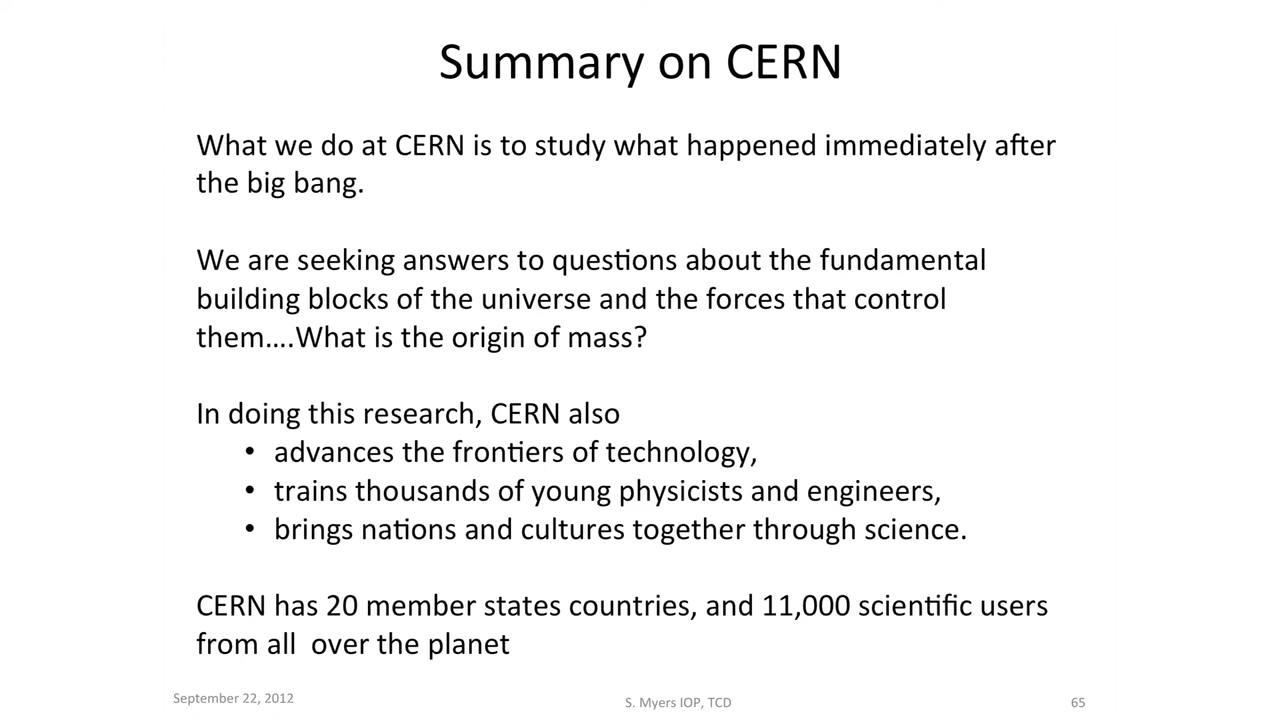 Summary on CERN
What we do at CERN is to study what happened immediately after
the big bang.
We are seeking answers to questions about the fundamental
building blocks of the universe and the forces that control
them....What is the origin of mass?
In doing this research, CERN also
• advances the frontiers of technology,
• trains thousands of young physicists and engineers,
• brings nations and cultures together through science.
CERN has 20 member states countries, and 11,000 scientific users
from all  over the planet
September 22, 2012
S. Myers IOP, TCD
65